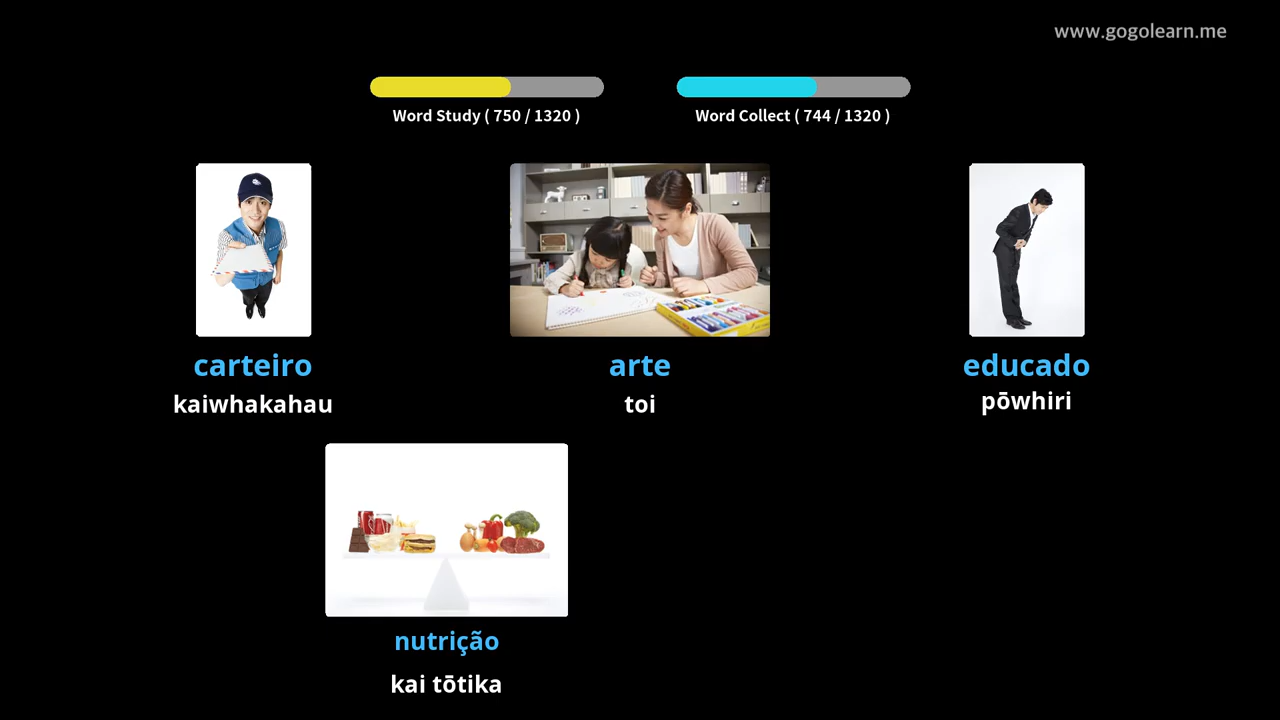 www.gogolearn.me
Word Study ( 750 / 1320 )
Word Collect ( 744 / 1320 )
carteiro
arte
educado
kaiwhakahau
toi
pōwhiri
nutrição
kai tōtika